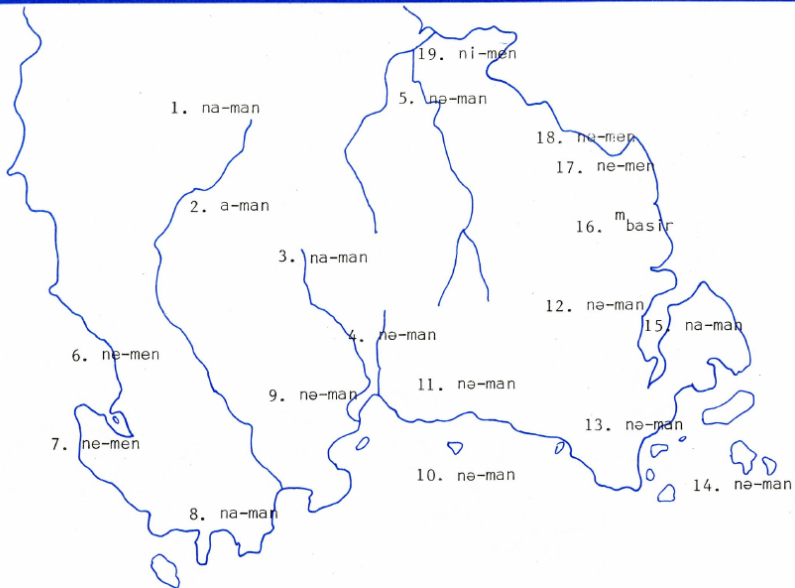 19. ni-men
1. na-man
5. nə-man
18. nə-men
17. ne-men
2. a-man
16. ᵐbasir
3. na-man
12. nə-man
15. na-man
4. nə-man
6. ne-men
11. nə-man
9. nə-man
13. nə-man
7. ne-men
10. nə-man
14. nə-man
8. na-man